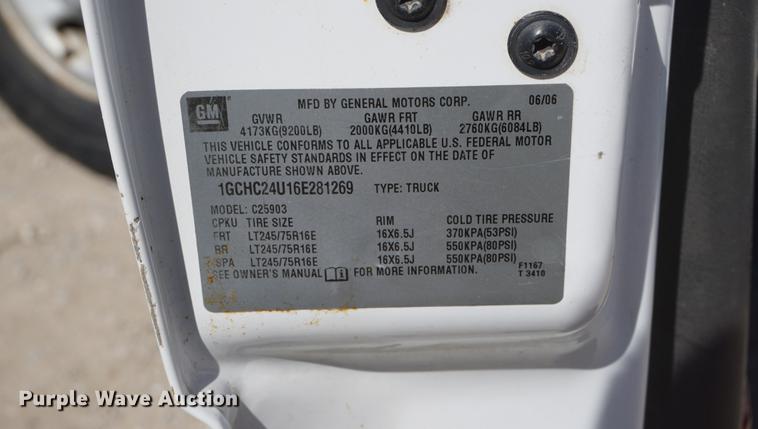 GM
MFD BY GENERAL MOTORS CORP. 06/06
GVWR GAWR FRT GAWR RR
4173KG(9200LB) 2000KG(4410LB) 2760KG(6084LB)
THIS VEHICLE CONFORMS TO ALL APPLICABLE U.S. FEDERAL MOTOR
VEHICLE SAFETY STANDARDS IN EFFECT ON THE DATE OF
MANUFACTURE SHOWN ABOVE.
1GCHC24U16E281269 TYPE: TRUCK
MODEL: C25903
CPKU TIRE SIZE RIM COLD TIRE PRESSURE
FRT LT245/75R16E 16X6.5J 370KPA(53PSI)
RR LT245/75R16E 16X6.5J 550KPA(80PSI)
SPA LT245/75R16E 16X6.5J 550KPA(80PSI)
SEE OWNER'S MANUAL FOR MORE INFORMATION.
F1167
T 3410
Purple Wave Auction